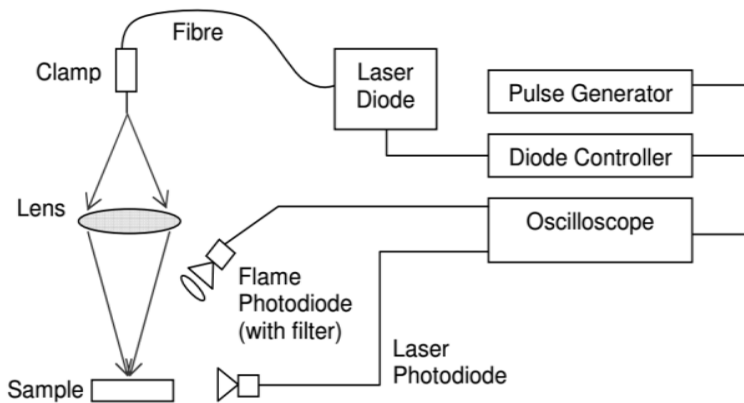 Fibre
Clamp
Laser
Diode
Pulse Generator
Diode Controller
Lens
Oscilloscope
Flame
Photodiode
(with filter)
Laser
Photodiode
Sample